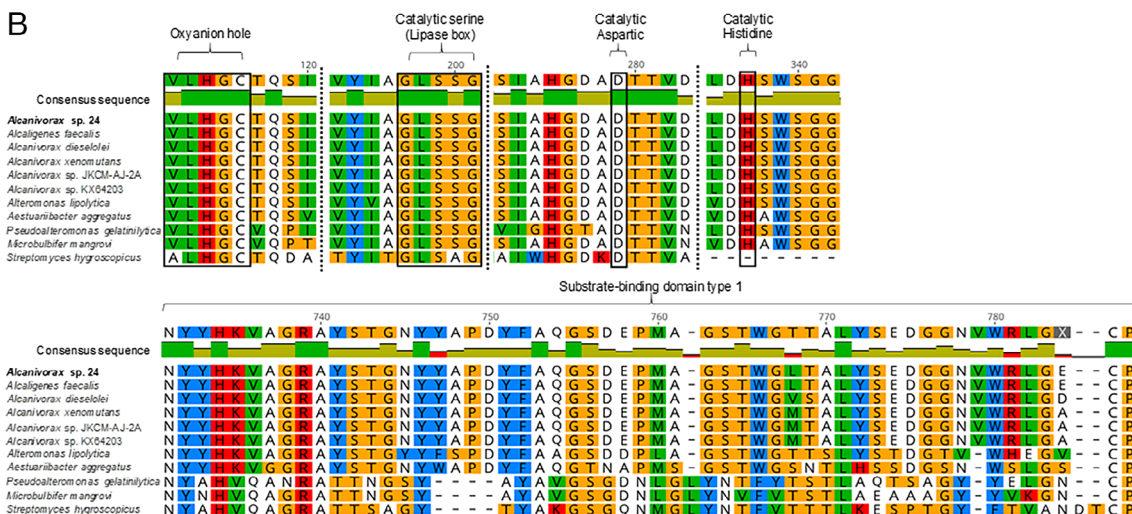 B
Oxyanion hole
Catalytic serine
(Lipase box)
Catalytic
Aspartic
Catalytic
Histidine
120 200 280 340
V L H G C T Q S I V Y I A G L S S G S I A H G D A D T T V D L D H S W S G G
Consensus sequence
Alcanivorax sp. 24 V L H G C T Q S I V Y I A G L S S G S I A H G D A D T T V D L D H S W S G G
Alcaligenes faecalis V L H G C T Q S I V Y I A G L S S G S I A H G D A D T T V D L D H S W S G G
Alcanivorax dieselolei V L H G C T Q S I V Y I A G L S S G S I A H G D A D T T V D L D H S W S G G
Alcanivorax xenomutans V L H G C T Q S I V Y I A G L S S G S I A H G D A D T T V D L D H S W S G G
Alcanivorax sp. JKCM-AJ-2A V L H G C T Q S I V Y I A G L S S G S I A H G D A D T T V D L D H S W S G G
Alcanivorax sp. KX64203 V L H G C T Q S I V Y I A G L S S G S I A H G D A D T T V D L D H S W S G G
Alteromonas lipolytica V L H G C T Q S I V Y V A G L S S G S I A H G D A D T T V D L D H S W S G G
Aestuariibacter aggregatus V L H G C T Q S V V Y I A G L S S G S I A H G D A D T T V D V D H A W S G G
Pseudoalteromonas gelatinilytica V L H G C V Q P I V Y I A G L S S G V I G H G T A D T T V D L D H S W S G G
Microbulbifer mangrovi V L H G C V Q P T V Y I A G L S S G S I A H G D A D T T V N V D H A W S G G
Streptomyces hygroscopicus A L H G C T Q D A T Y I T G L S A G A I W H G D K D T T V A - - - - - - - -
Substrate-binding domain type 1
740 750 760 770 780
N Y Y H K V A G R A Y S T G N Y Y A P D Y F A Q G S D E P M A - G S T W G T T A L Y S E D G G N V W R L G X - - C P
Consensus sequence
Alcanivorax sp. 24 N Y Y H K V A G R A Y S T G N Y Y A P D Y F A Q G S D E P M A - G S T W G L T A L Y S E D G G N V W R L G E - - C P
Alcaligenes faecalis N Y Y H K V A G R A Y S T G N Y Y A P D Y F A Q G S D E P M A - G S T W G L T A L Y S E D G G N V W R L G E - - C P
Alcanivorax dieselolei N Y Y H K V A G R A Y S T G N Y Y A P D Y F A Q G S D E P M A - G S T W G V S A L Y S E D G G N V W R L G D - - C P
Alcanivorax xenomutans N Y Y H K V A G R A Y S T G N Y Y A P D Y F A Q G S D E P M A - G S T W G M T A L Y S E D G G N V W R L G A - - C P
Alcanivorax sp. JKCM-AJ-2A N Y Y H K V A G R A Y S T G N Y Y A P D Y F A Q G S D E P M A - G S T W G M T A L Y S E D G G N V W R L G D - - C P
Alcanivorax sp. KX64203 N Y Y H K V A G R A Y S T G N Y Y A P D Y F A Q G S D E P M A - G S T W G M T A L Y S E D G G N V W R L G A - - C P
Alteromonas lipolytica N Y Y H K V A G R A Y S T G Y Y F S P D Y F A A G S D D P L A - G S T W G T T S L Y S T D G T V - W H E G V - - C P
Aestuariibacter aggregatus N Y Y H K V G G R A Y S T G N Y W A P D Y F A Q G T N A P M S - G S T W G S N T L H S S D G S N - W S L G S - - C P
Pseudoalteromonas gelatinilytica N Y A H V Q A N R A T T N G S Y - - - - A Y A V G S G D N L G L Y N T F Y T S T L A Q T S A G Y - Y E L G N - - C P
Microbulbifer mangrovi N Y N H V Q A G R A T T N G S Y - - - - A Y A V G S G D N L G L Y N V F V T S T L A E A A A G Y - Y V K G N - - C P
Streptomyces hygroscopicus N Y A H V Q A G R A T T S A G Y - - - - T Y A K G S G Q N M G L Y N T F V T T T L K E S P T G Y - F T V A N D T C P